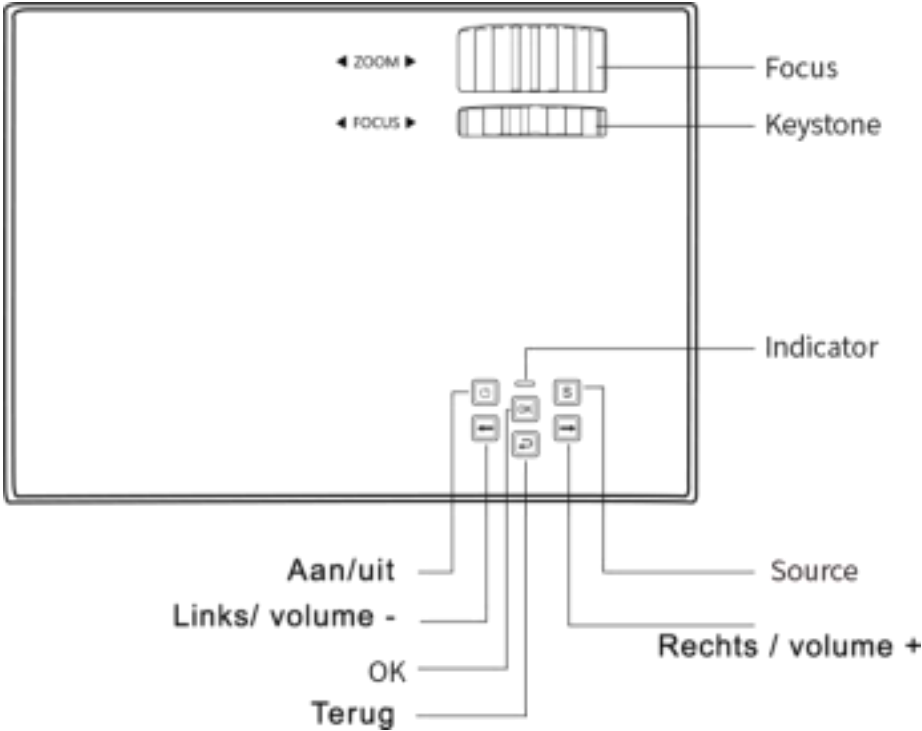 ◀ ZOOM ▶
Focus
◀ FOCUS ▶
Keystone
Indicator
S
OK
Aan/uit
Source
Links/ volume -
Rechts / volume +
OK
Terug